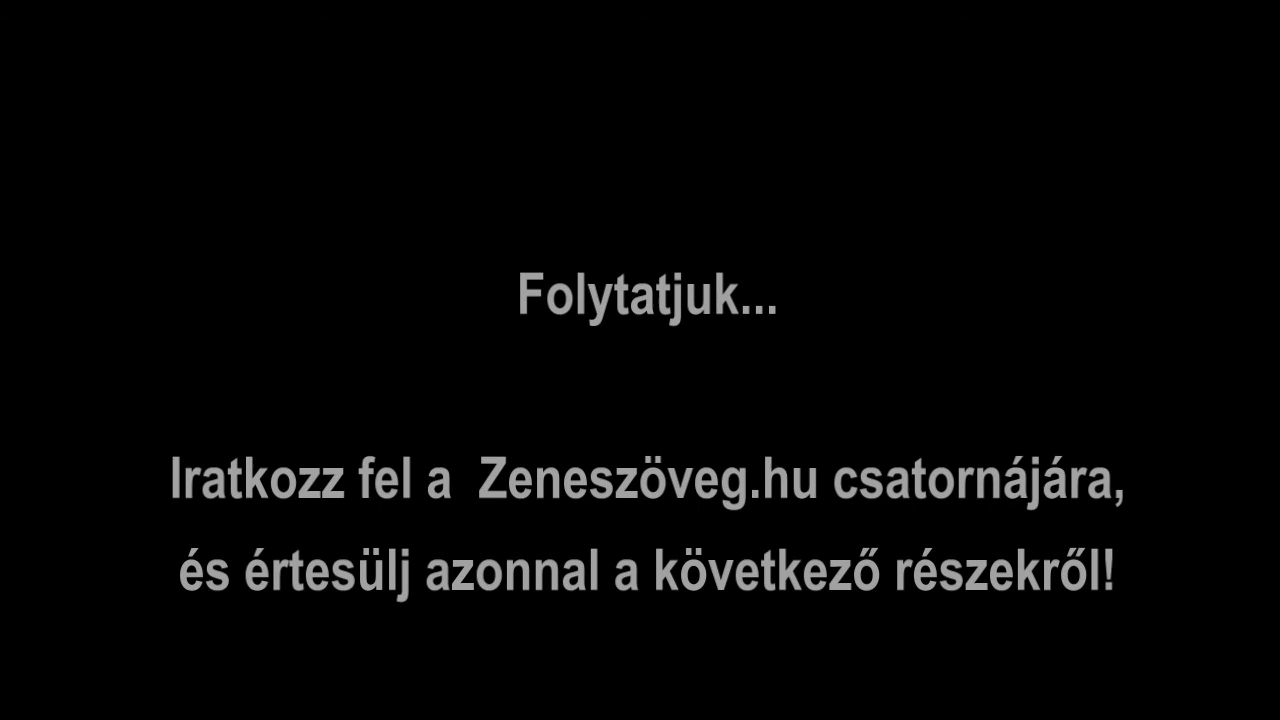 Folytatjuk...
Iratkozz fel a Zeneszöveg.hu csatornájára,
és értesülj azonnal a következő részekről!